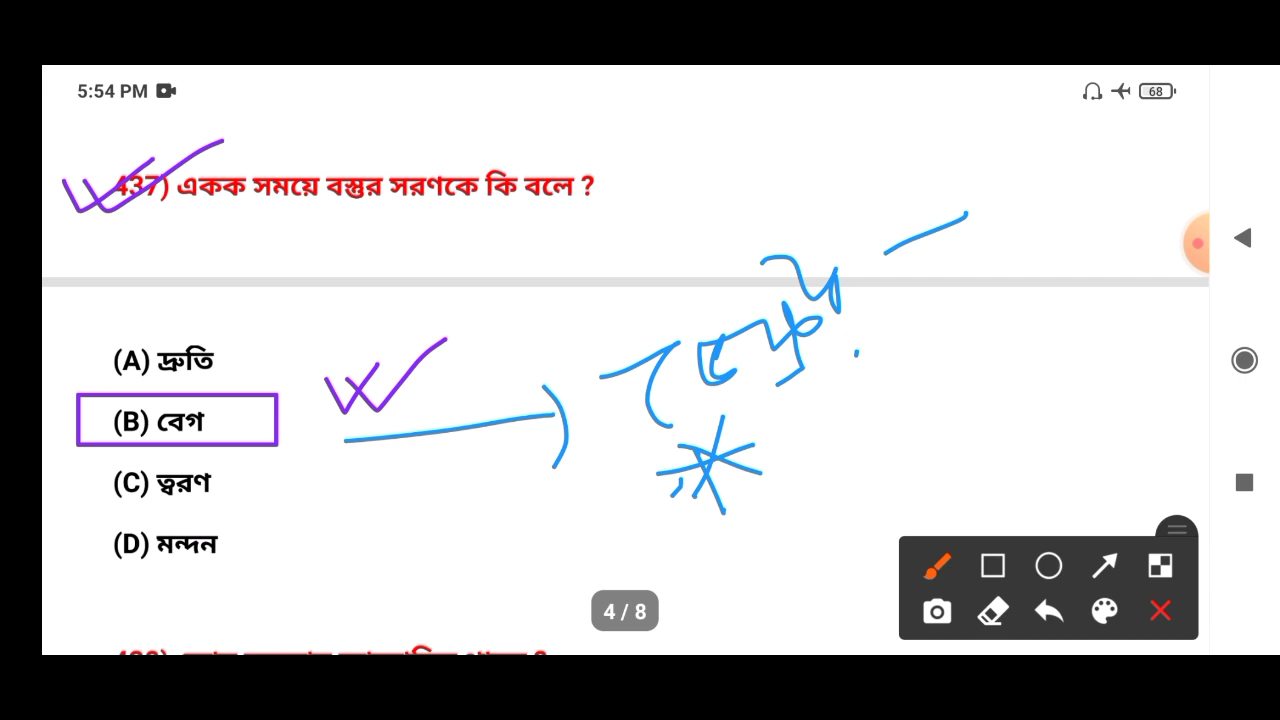 5:54 PM
68
437) একক সময়ে বস্তুর সরণকে কি বলে ?
(A) দ্রুতি
(B) বেগ
(C) ত্বরণ
(D) মন্দন
4 / 8